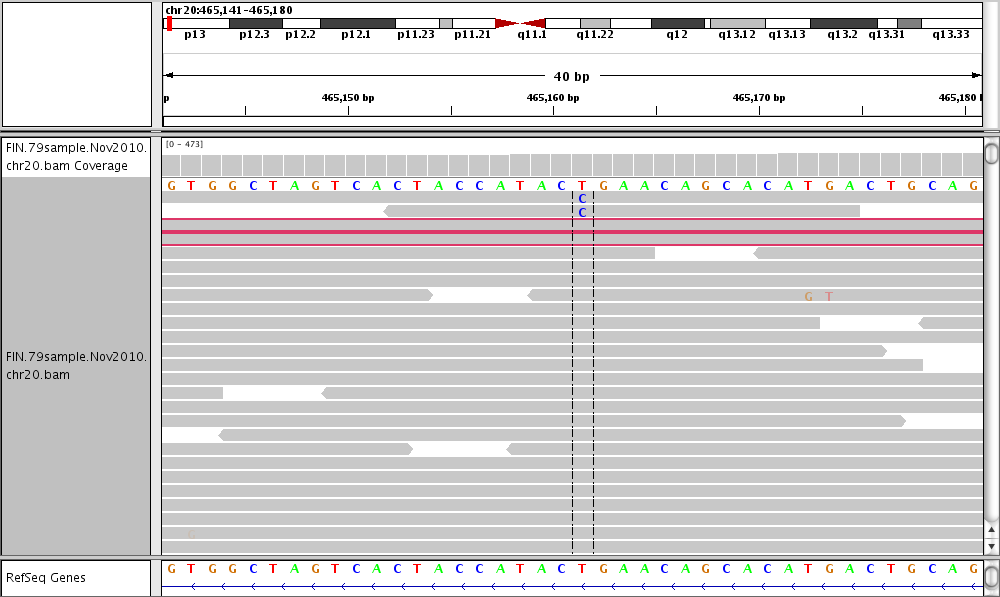 chr20:465,141-465,180
p13 p12.3 p12.2 p12.1 p11.23 p11.21 q11.1 q11.22 q12 q13.12 q13.13 q13.2 q13.31 q13.33
40 bp
p 465,150 bp 465,160 bp 465,170 bp 465,180 l
FIN.79sample.Nov2010.
chr20.bam Coverage
[0 - 473]
G T G G C T A G T C A C T A C C A T A C T G A A C A G C A C A T G A C T G C A G
C
C
G T
FIN.79sample.Nov2010.
chr20.bam
G
RefSeq Genes
G T G G C T A G T C A C T A C C A T A C T G A A C A G C A C A T G A C T G C A G